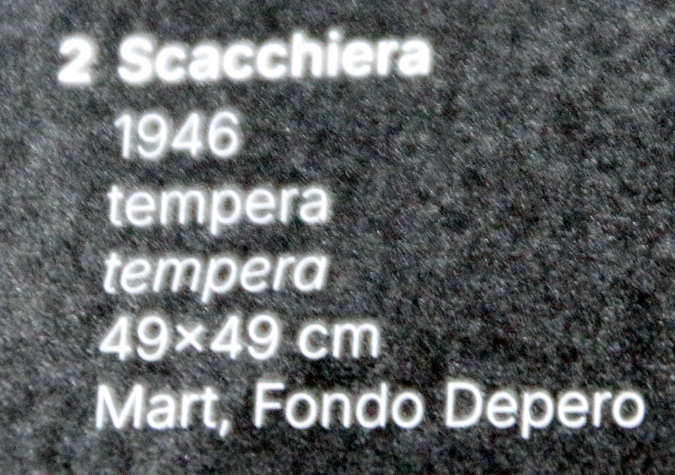 2 Scacchiera
1946
tempera
tempera
49×49 cm
Mart, Fondo Depero